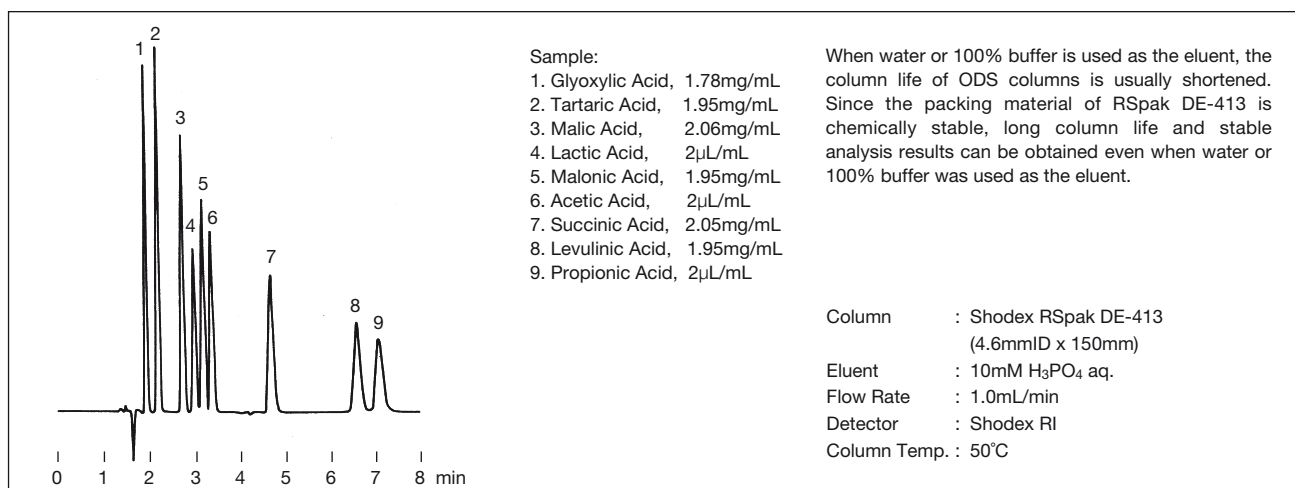 1
2
3
4
5
6
7
8
9
0 1 2 3 4 5 6 7 8 min
Sample:
1. Glyoxylic Acid, 1.78mg/mL
2. Tartaric Acid, 1.95mg/mL
3. Malic Acid, 2.06mg/mL
4. Lactic Acid, 2µL/mL
5. Malonic Acid, 1.95mg/mL
6. Acetic Acid, 2µL/mL
7. Succinic Acid, 2.05mg/mL
8. Levulinic Acid, 1.95mg/mL
9. Propionic Acid, 2µL/mL
When water or 100% buffer is used as the eluent, the
column life of ODS columns is usually shortened.
Since the packing material of RSpak DE-413 is
chemically stable, long column life and stable
analysis results can be obtained even when water or
100% buffer was used as the eluent.
Column : Shodex RSpak DE-413
(4.6mmID x 150mm)
Eluent : 10mM H₃PO₄ aq.
Flow Rate : 1.0mL/min
Detector : Shodex RI
Column Temp. : 50˚C